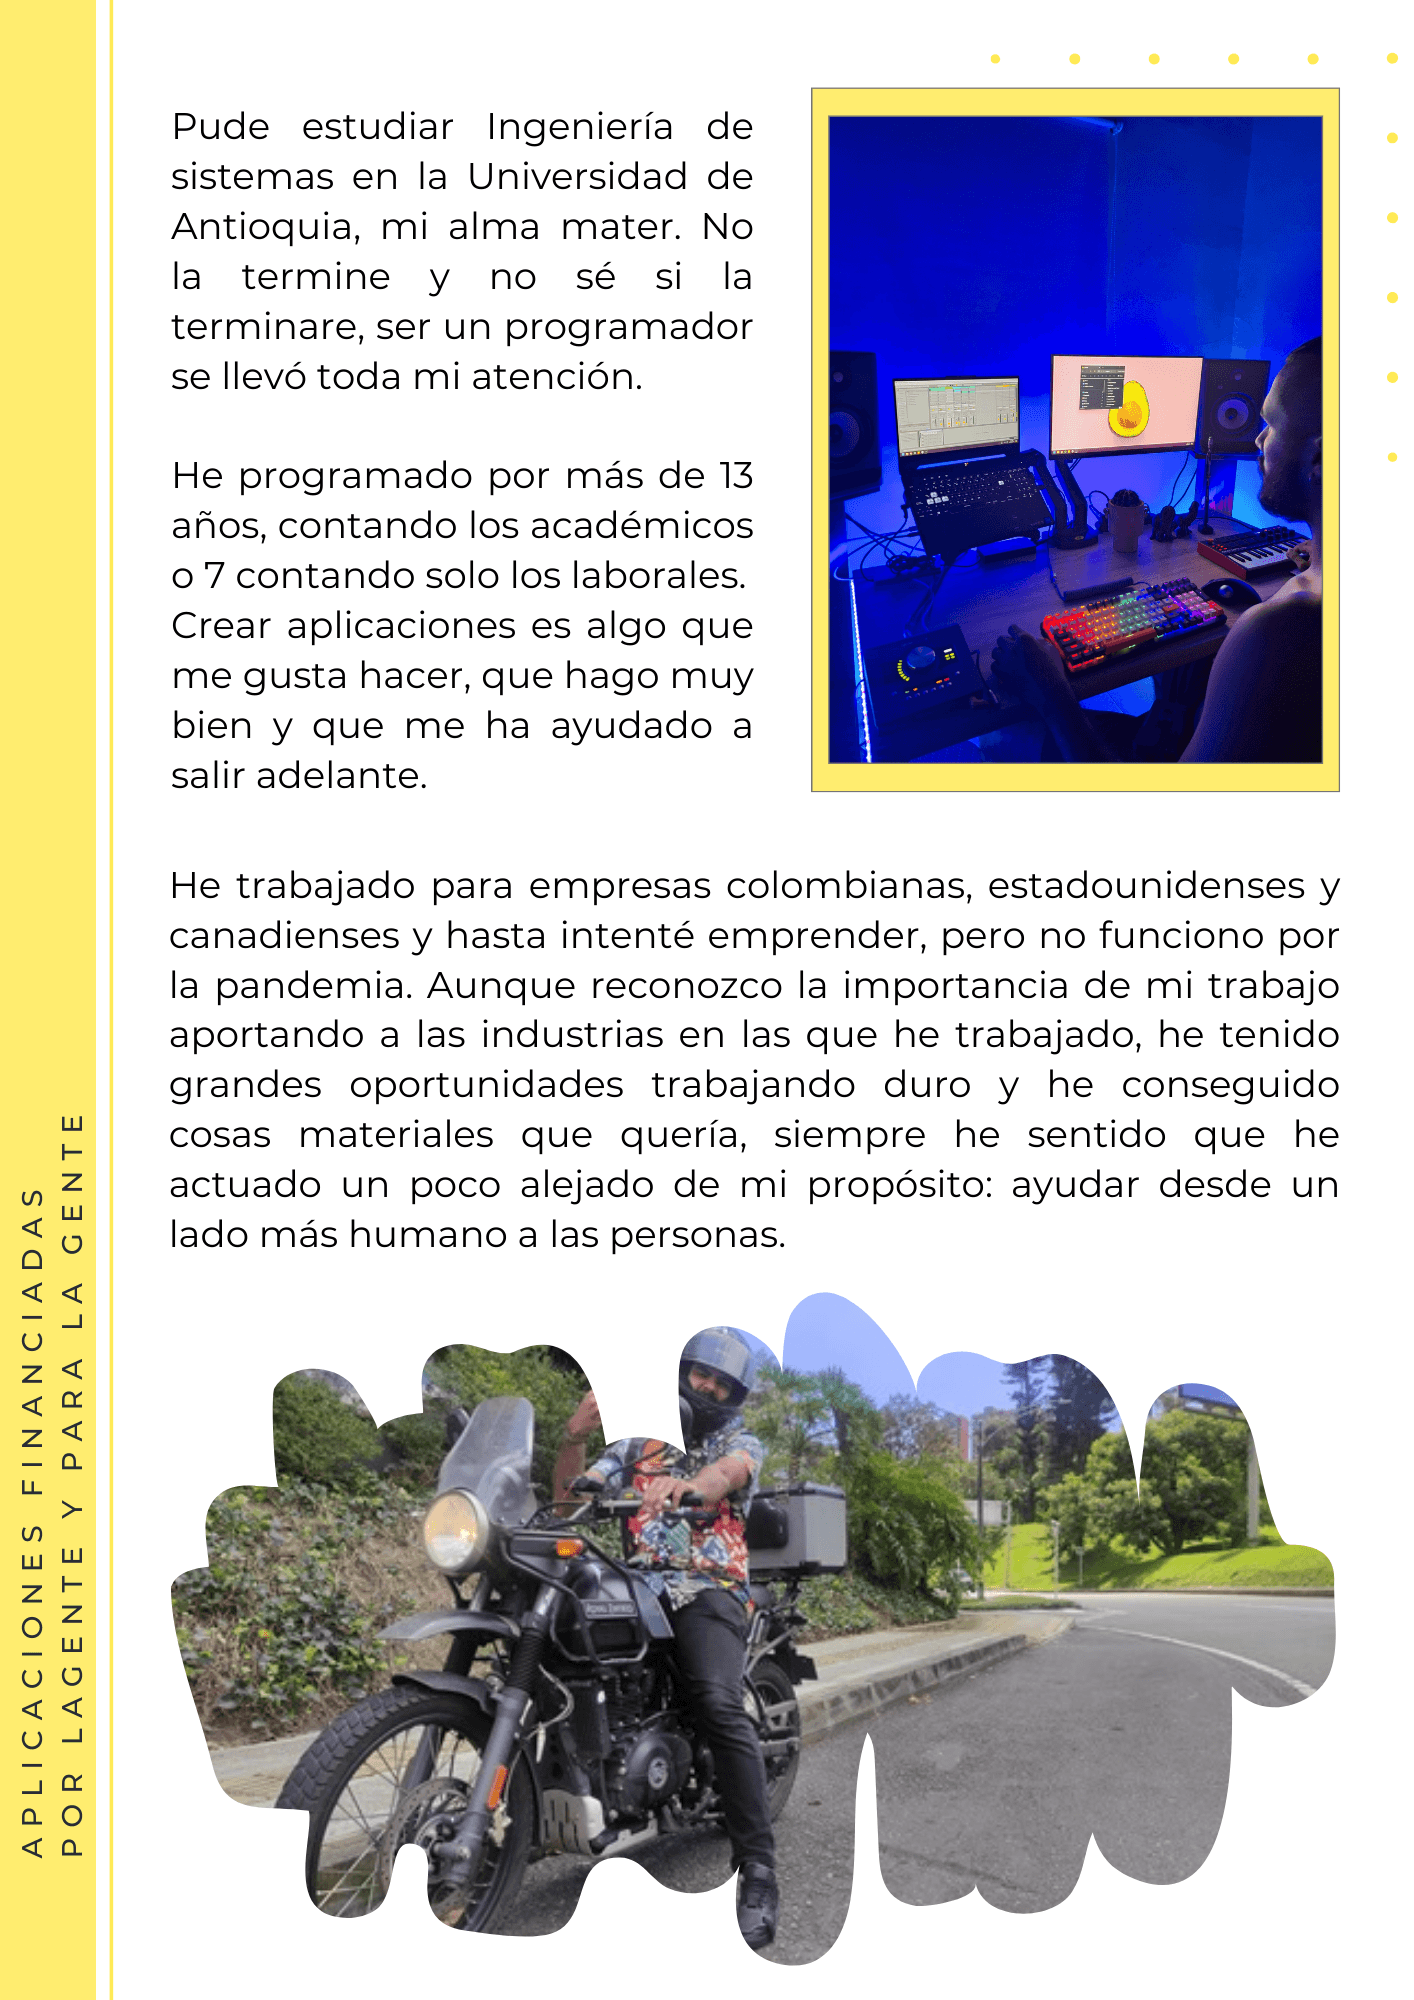 Pude estudiar Ingeniería de
sistemas en la Universidad de
Antioquia, mi alma mater. No
la termine y no sé si la
terminare, ser un programador
se llevó toda mi atención.
He programado por más de 13
años, contando los académicos
o 7 contando solo los laborales.
Crear aplicaciones es algo que
me gusta hacer, que hago muy
bien y que me ha ayudado a
salir adelante.
He trabajado para empresas colombianas, estadounidenses y
canadienses y hasta intenté emprender, pero no funciono por
la pandemia. Aunque reconozco la importancia de mi trabajo
aportando a las industrias en las que he trabajado, he tenido
grandes oportunidades trabajando duro y he conseguido
cosas materiales que quería, siempre he sentido que he
actuado un poco alejado de mi propósito: ayudar desde un
lado más humano a las personas.
APLICACIONES FINANCIADAS
POR LAGENTE Y PARA LA GENTE
ROYAL ENFIELD